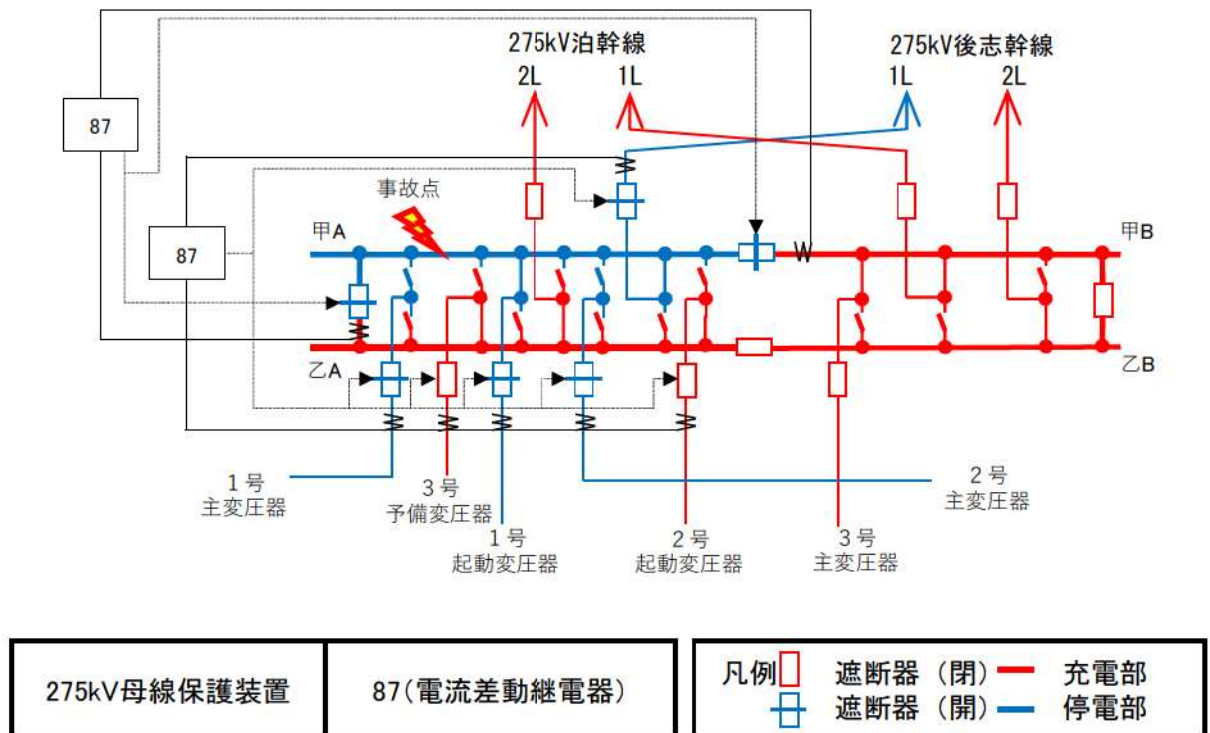 275kV泊幹線
275kV後志幹線
2L
1L
1L
2L
87
事故点
甲A
甲B
87
乙A
乙B
1号
主変圧器
3号
予備変圧器
1号
起動変圧器
2号
起動変圧器
3号
主変圧器
2号
主変圧器
275kV母線保護装置
87(電流差動継電器)
凡例
遮断器(閉)
充電部
遮断器(開)
停電部